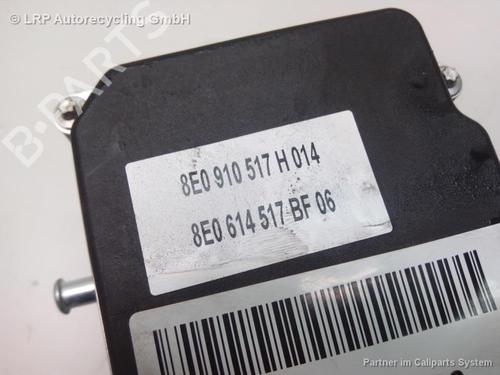 © LRP Autorecycling GmbH
B-PARTS
8E0 910 517 H 014
8E0 614 517 BF 06
Partner im Callparts System